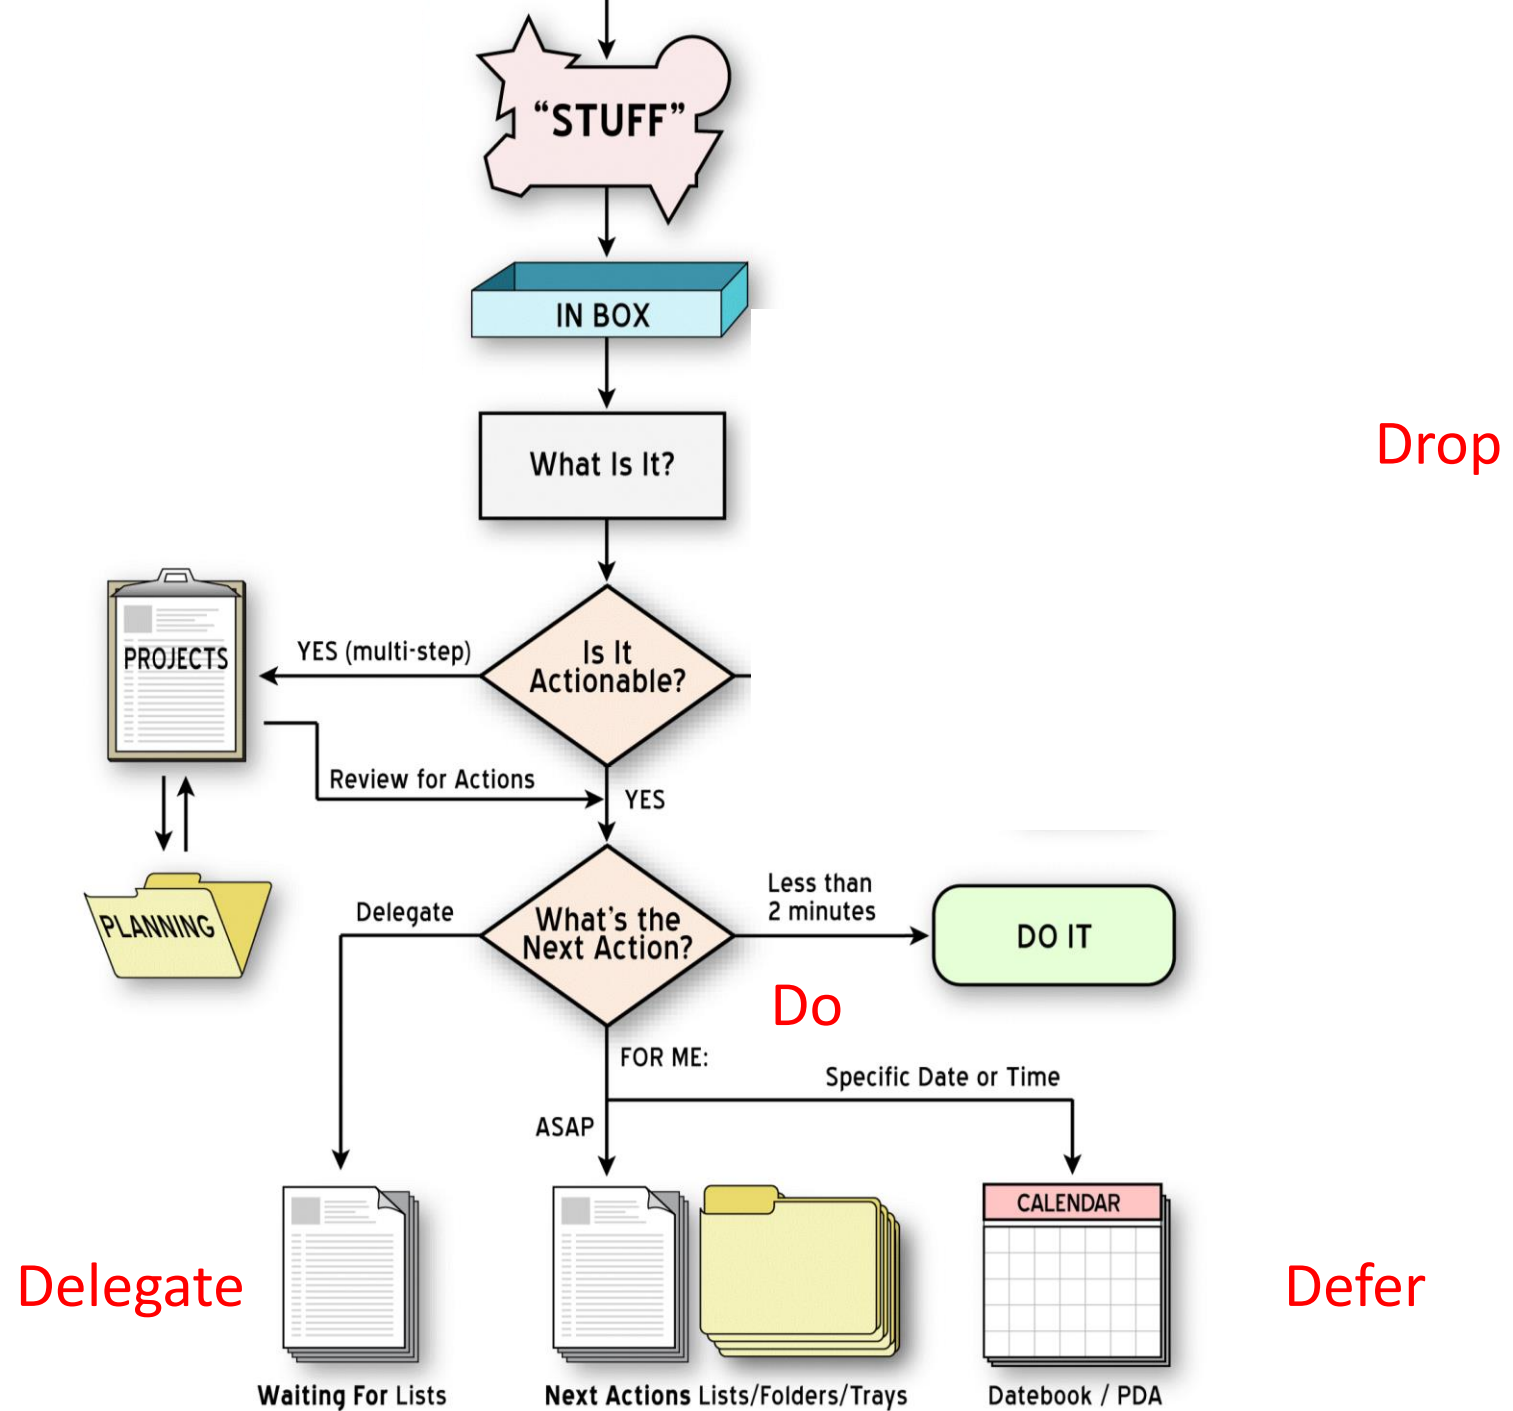 “STUFF”
IN BOX
What Is It?
Drop
Is It
Actionable?
YES (multi-step)
PROJECTS
Review for Actions
YES
PLANNING
Delegate
What's the
Next Action?
Less than
2 minutes
DO IT
Do
FOR ME:
Specific Date or Time
ASAP
CALENDAR
Delegate
Defer
Waiting For Lists
Next Actions Lists/Folders/Trays
Datebook / PDA